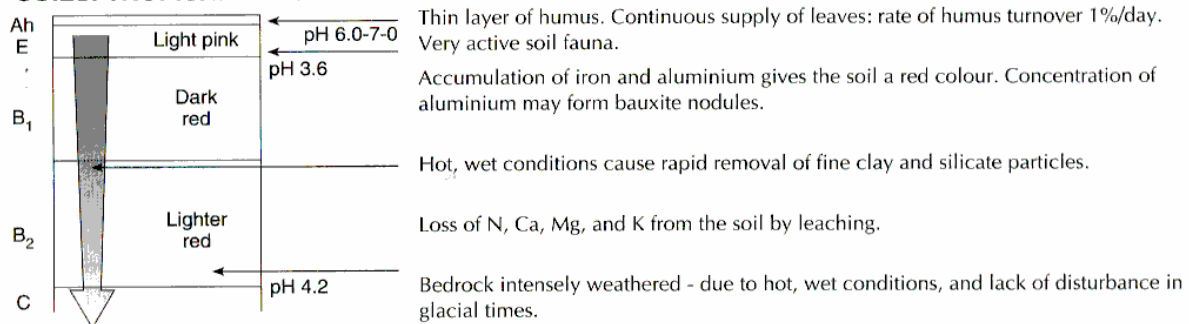 Ah
E
B1
B2
C
Light pink
Dark
red
Lighter
red
pH 6.0-7-0
pH 3.6
pH 4.2
Thin layer of humus. Continuous supply of leaves: rate of humus turnover 1%/day.
Very active soil fauna.
Accumulation of iron and aluminium gives the soil a red colour. Concentration of
aluminium may form bauxite nodules.
Hot, wet conditions cause rapid removal of fine clay and silicate particles.
Loss of N, Ca, Mg, and K from the soil by leaching.
Bedrock intensely weathered - due to hot, wet conditions, and lack of disturbance in
glacial times.